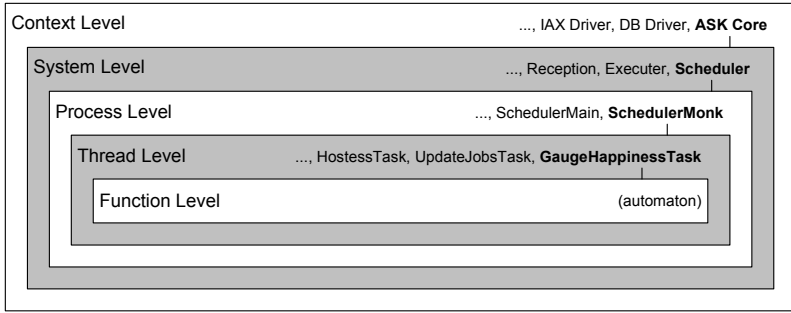 Context Level ..., IAX Driver, DB Driver, ASK Core
System Level ..., Reception, Executer, Scheduler
Process Level ..., SchedulerMain, SchedulerMonk
Thread Level ..., HostessTask, UpdateJobsTask, GaugeHappinessTask
Function Level (automaton)